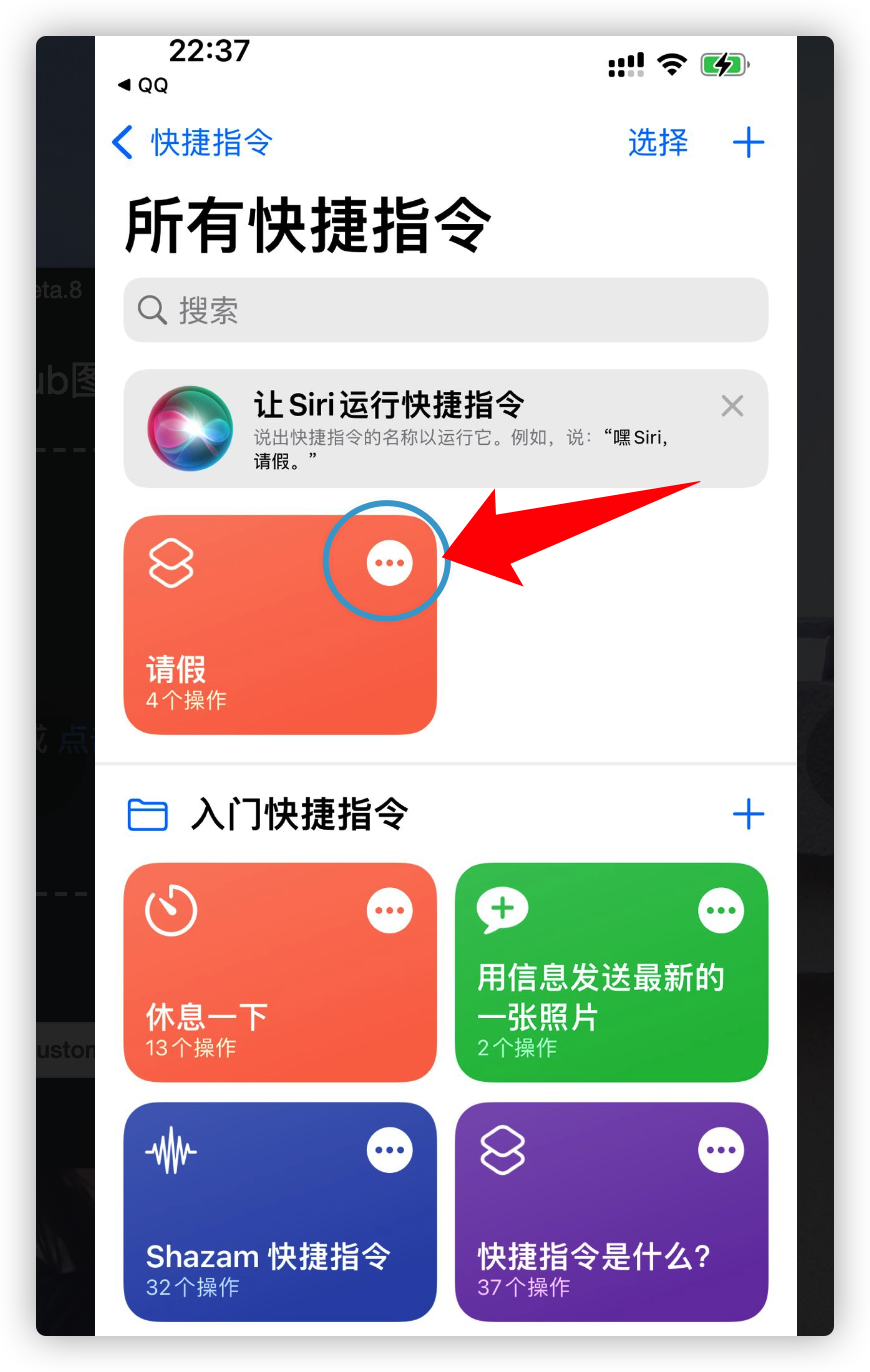 22:37
◀ QQ
快捷指令
选择
所有快捷指令
eta.8
搜索
ub图
让Siri运行快捷指令
说出快捷指令的名称以运行它。例如，说：“嘿Siri,
请假。”
请假
4个操作
点
入门快捷指令
休息一下
13个操作
用信息发送最新的
一张照片
2个操作
uston
Shazam 快捷指令
32个操作
快捷指令是什么?
37个操作